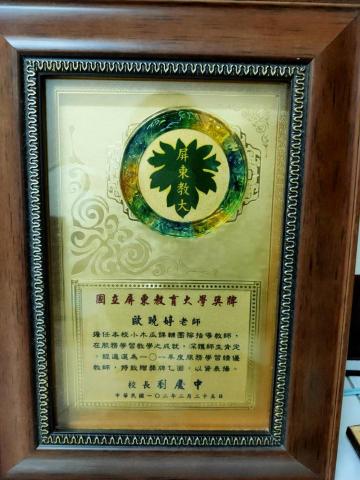 屏東教大
國立屏東教育大學獎牌
歐曉婷老師
擔任本校小木瓜課輔團隊指導教師，
在服務學習教學之成就，深獲師生肯定
，經遴選為一〇一年度服務學習績優
教師，特致贈獎牌乙面，以資表揚。
校長劉慶中
中華民國一〇二年二月二十五日